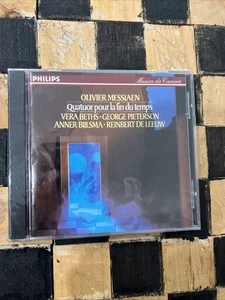 PHILIPS
Musica da Camera
OLIVIER MESSIAEN
Quatuor pour la fin du temps
VERA BETHS · GEORGE PIETERSON
ANNER BIJLSMA · REINBERT DE LEEUW